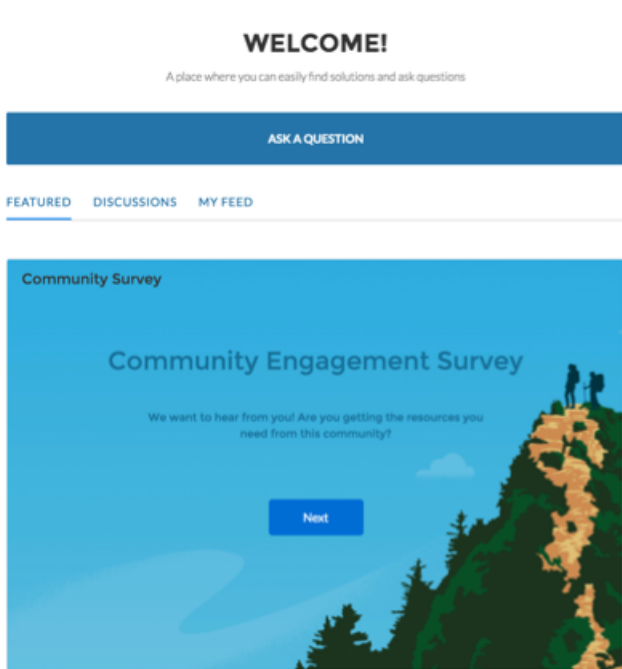 WELCOME!
A place where you can easily find solutions and ask questions
ASK A QUESTION
FEATURED DISCUSSIONS MY FEED
Community Survey
Community Engagement Survey
We want to hear from you! Are you getting the resources you
need from this community?
Next